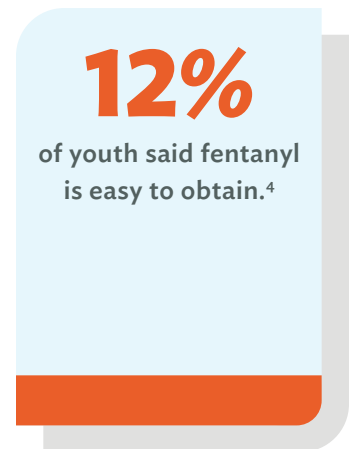 12%
of youth said fentanyl
is easy to obtain.⁴